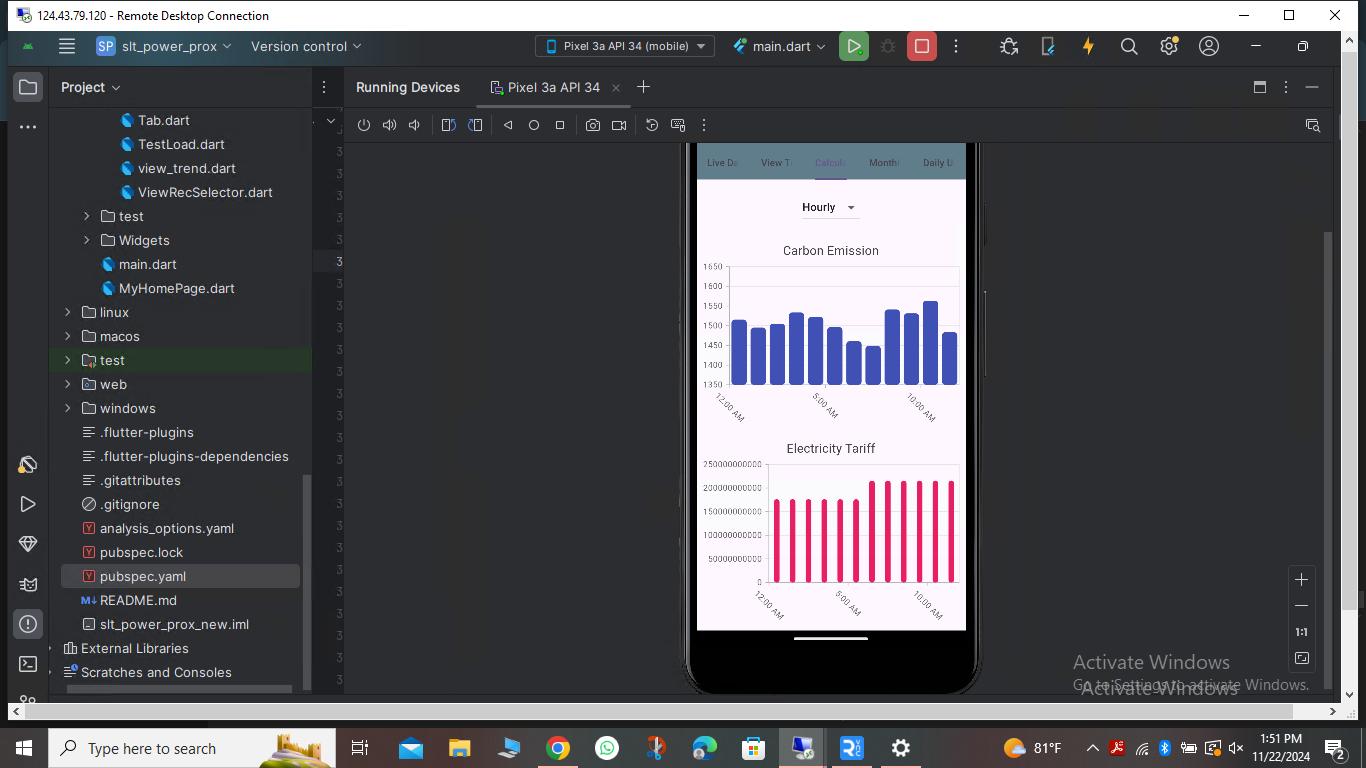 124.43.79.120 - Remote Desktop Connection
SP slt_power_prox Version control Pixel 3a API 34 (mobile) main.dart
Project Running Devices Pixel 3a API 34
Tab.dart
TestLoad.dart
view_trend.dart
ViewRecSelector.dart
test
Widgets
main.dart
MyHomePage.dart
linux
macos
test
web
windows
.flutter-plugins
.flutter-plugins-dependencies
.gitattributes
.gitignore
analysis_options.yaml
pubspec.lock
pubspec.yaml
README.md
slt_power_prox_new.iml
External Libraries
Scratches and Consoles
Live Da View T Calcul Month Daily U
Hourly
Carbon Emission
1650
1600
1550
1500
1450
1400
1350
12:00 AM 5:00 AM 10:00 AM
Electricity Tariff
250000000000
200000000000
150000000000
100000000000
50000000000
0
12:00 AM 5:00 AM 10:00 AM
1:1
Activate Windows
Go to Settings to activate Windows.
Activate Windows
Type here to search
81°F
1:51 PM
11/22/2024
2